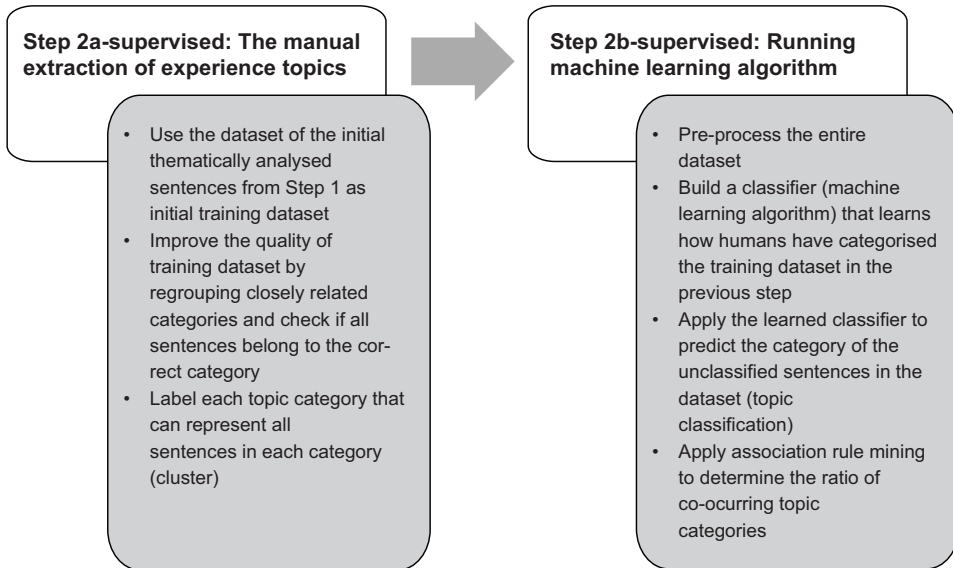 Step 2a-supervised: The manual
extraction of experience topics
• Use the dataset of the initial
thematically analysed
sentences from Step 1 as
initial training dataset
• Improve the quality of
training dataset by
regrouping closely related
categories and check if all
sentences belong to the cor-
rect category
• Label each topic category that
can represent all
sentences in each category
(cluster)
Step 2b-supervised: Running
machine learning algorithm
• Pre-process the entire
dataset
• Build a classifier (machine
learning algorithm) that learns
how humans have categorised
the training dataset in the
previous step
• Apply the learned classifier to
predict the category of the
unclassified sentences in the
dataset (topic
classification)
• Apply association rule mining
to determine the ratio of
co-ocurring topic
categories